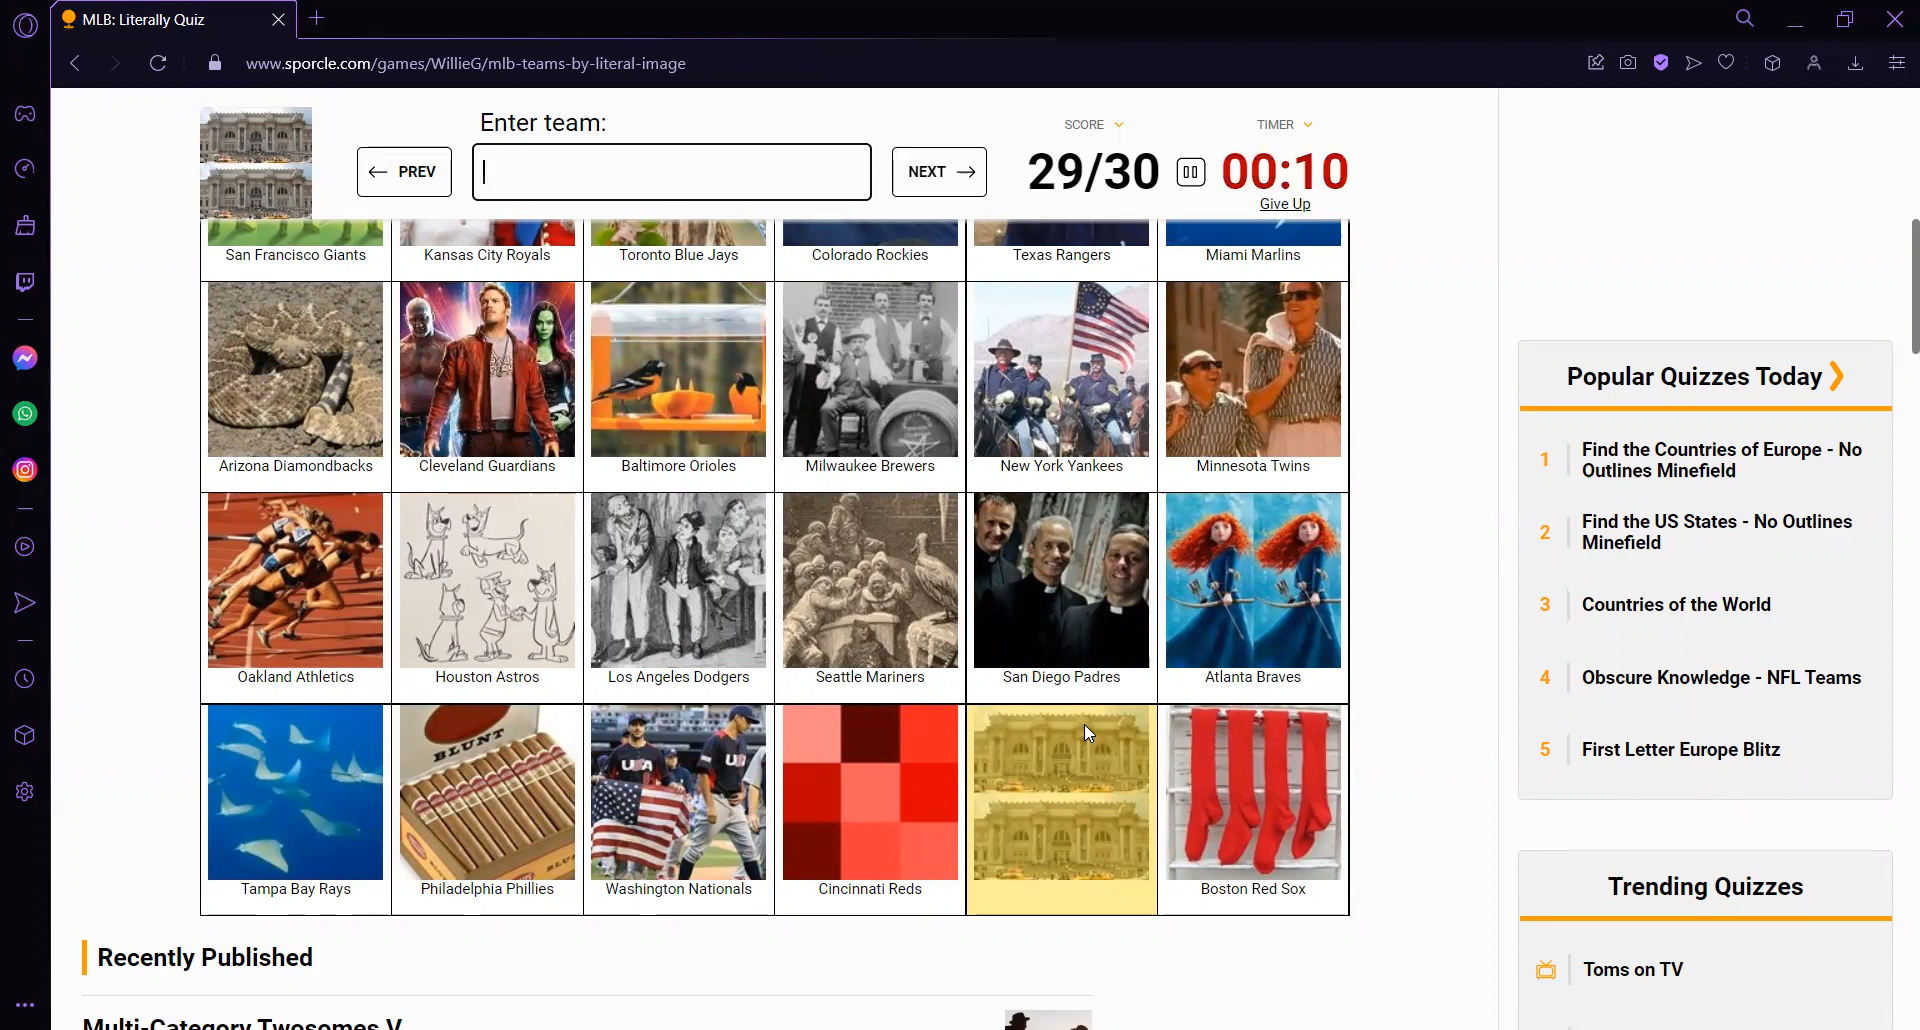 MLB: Literally Quiz
www.sporcle.com/games/WillieG/mlb-teams-by-literal-image
Enter team:
PREV
NEXT
SCORE
29/30
TIMER
00:10
Give Up
San Francisco Giants
Kansas City Royals
Toronto Blue Jays
Colorado Rockies
Texas Rangers
Miami Marlins
Arizona Diamondbacks
Cleveland Guardians
Baltimore Orioles
Milwaukee Brewers
New York Yankees
Minnesota Twins
Oakland Athletics
Houston Astros
Los Angeles Dodgers
Seattle Mariners
San Diego Padres
Atlanta Braves
BLUNT
BLUNT
USA
USA
Tampa Bay Rays
Philadelphia Phillies
Washington Nationals
Cincinnati Reds
Boston Red Sox
Recently Published
Multi-Category Twosomes V
Popular Quizzes Today
1 Find the Countries of Europe - No
Outlines Minefield
2 Find the US States - No Outlines
Minefield
3 Countries of the World
4 Obscure Knowledge - NFL Teams
5 First Letter Europe Blitz
Trending Quizzes
Toms on TV